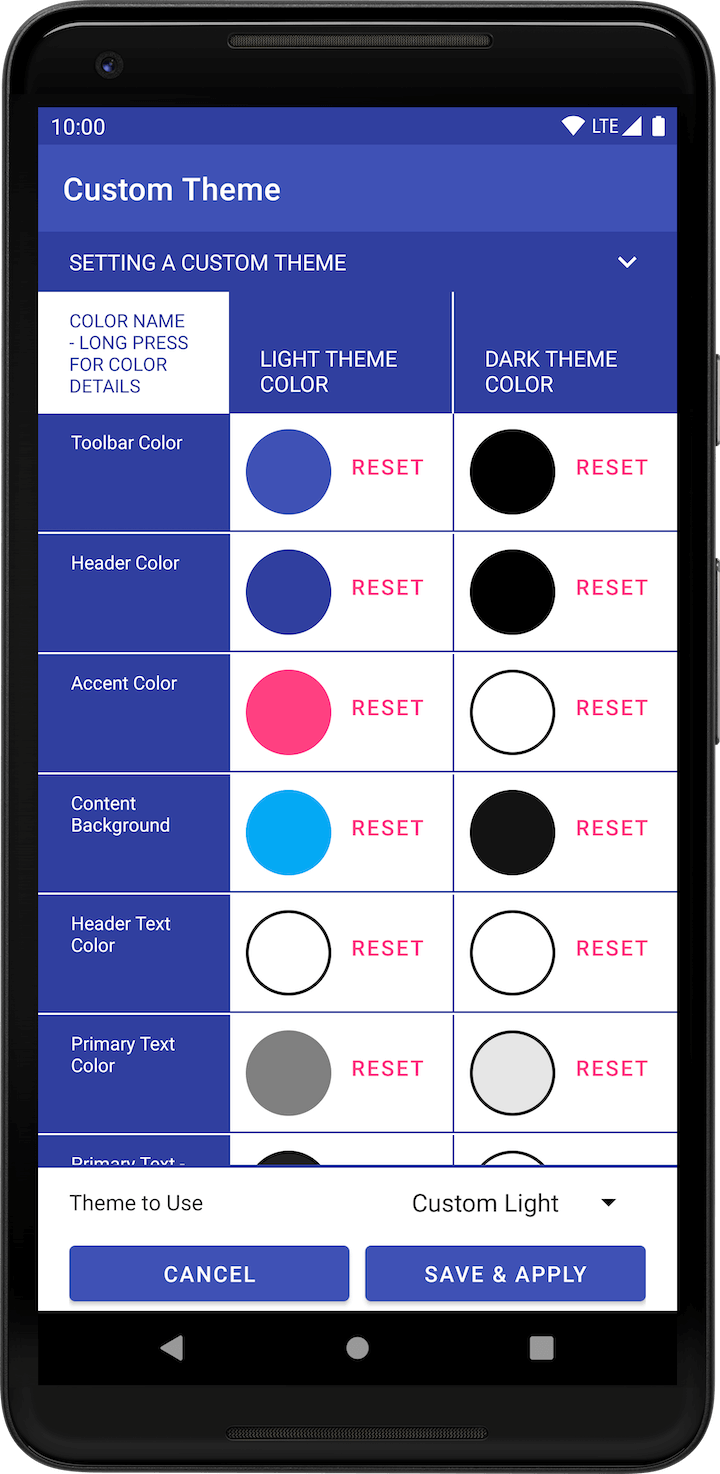 10:00
LTE
Custom Theme
SETTING A CUSTOM THEME
COLOR NAME
- LONG PRESS
FOR COLOR
DETAILS
LIGHT THEME
COLOR
DARK THEME
COLOR
Toolbar Color
RESET
RESET
Header Color
RESET
RESET
Accent Color
RESET
RESET
Content
Background
RESET
RESET
Header Text
Color
RESET
RESET
Primary Text
Color
RESET
RESET
Primary Text -
Theme to Use
Custom Light
CANCEL
SAVE & APPLY